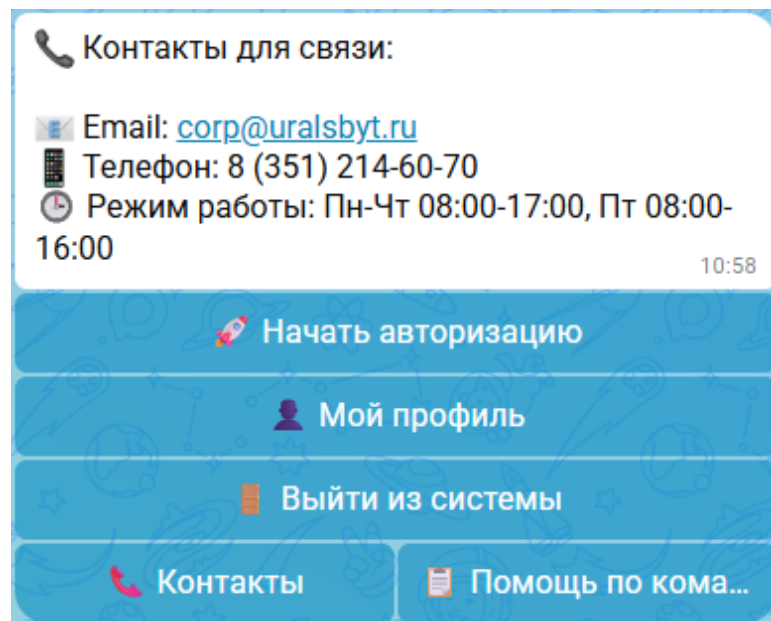 📞 Контакты для связи:
📧 Email: corp@uralsbyt.ru
📱 Телефон: 8 (351) 214-60-70
🕒 Режим работы: Пн-Чт 08:00-17:00, Пт 08:00-
16:00
10:58
🚀 Начать авторизацию
👤 Мой профиль
🚪 Выйти из системы
📞 Контакты
📋 Помощь по кома...